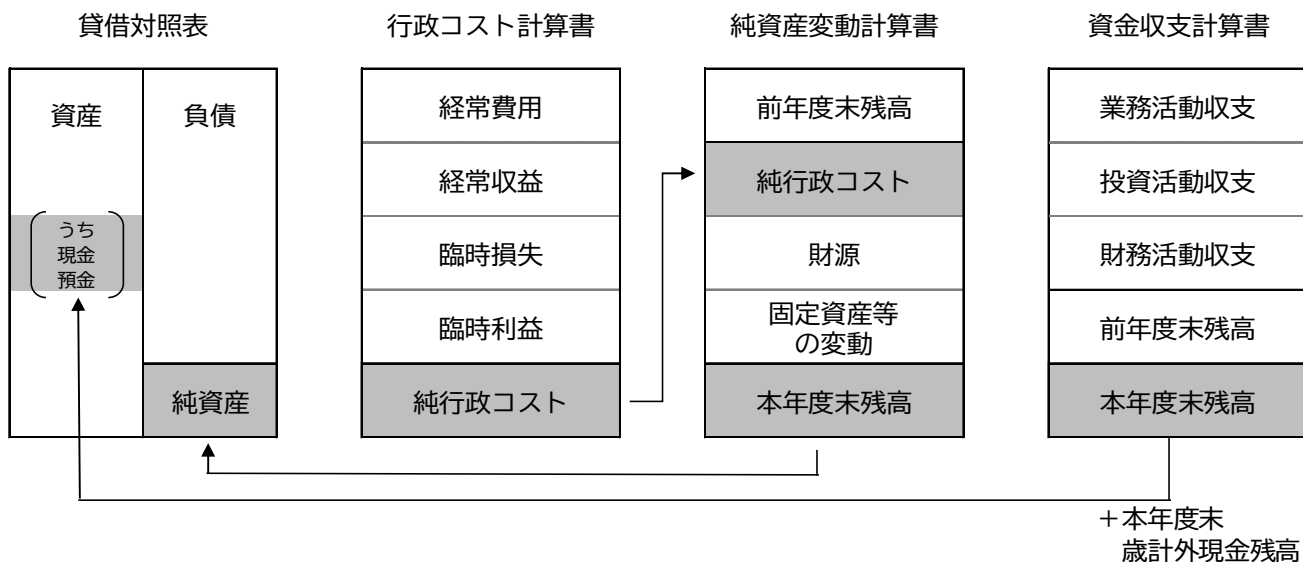 貸借対照表
行政コスト計算書
純資産変動計算書
資金収支計算書
資産
負債
うち
現金
預金
純資産
経常費用
経常収益
臨時損失
臨時利益
純行政コスト
前年度末残高
純行政コスト
財源
固定資産等
の変動
本年度末残高
業務活動収支
投資活動収支
財務活動収支
前年度末残高
本年度末残高
＋本年度末
歳計外現金残高